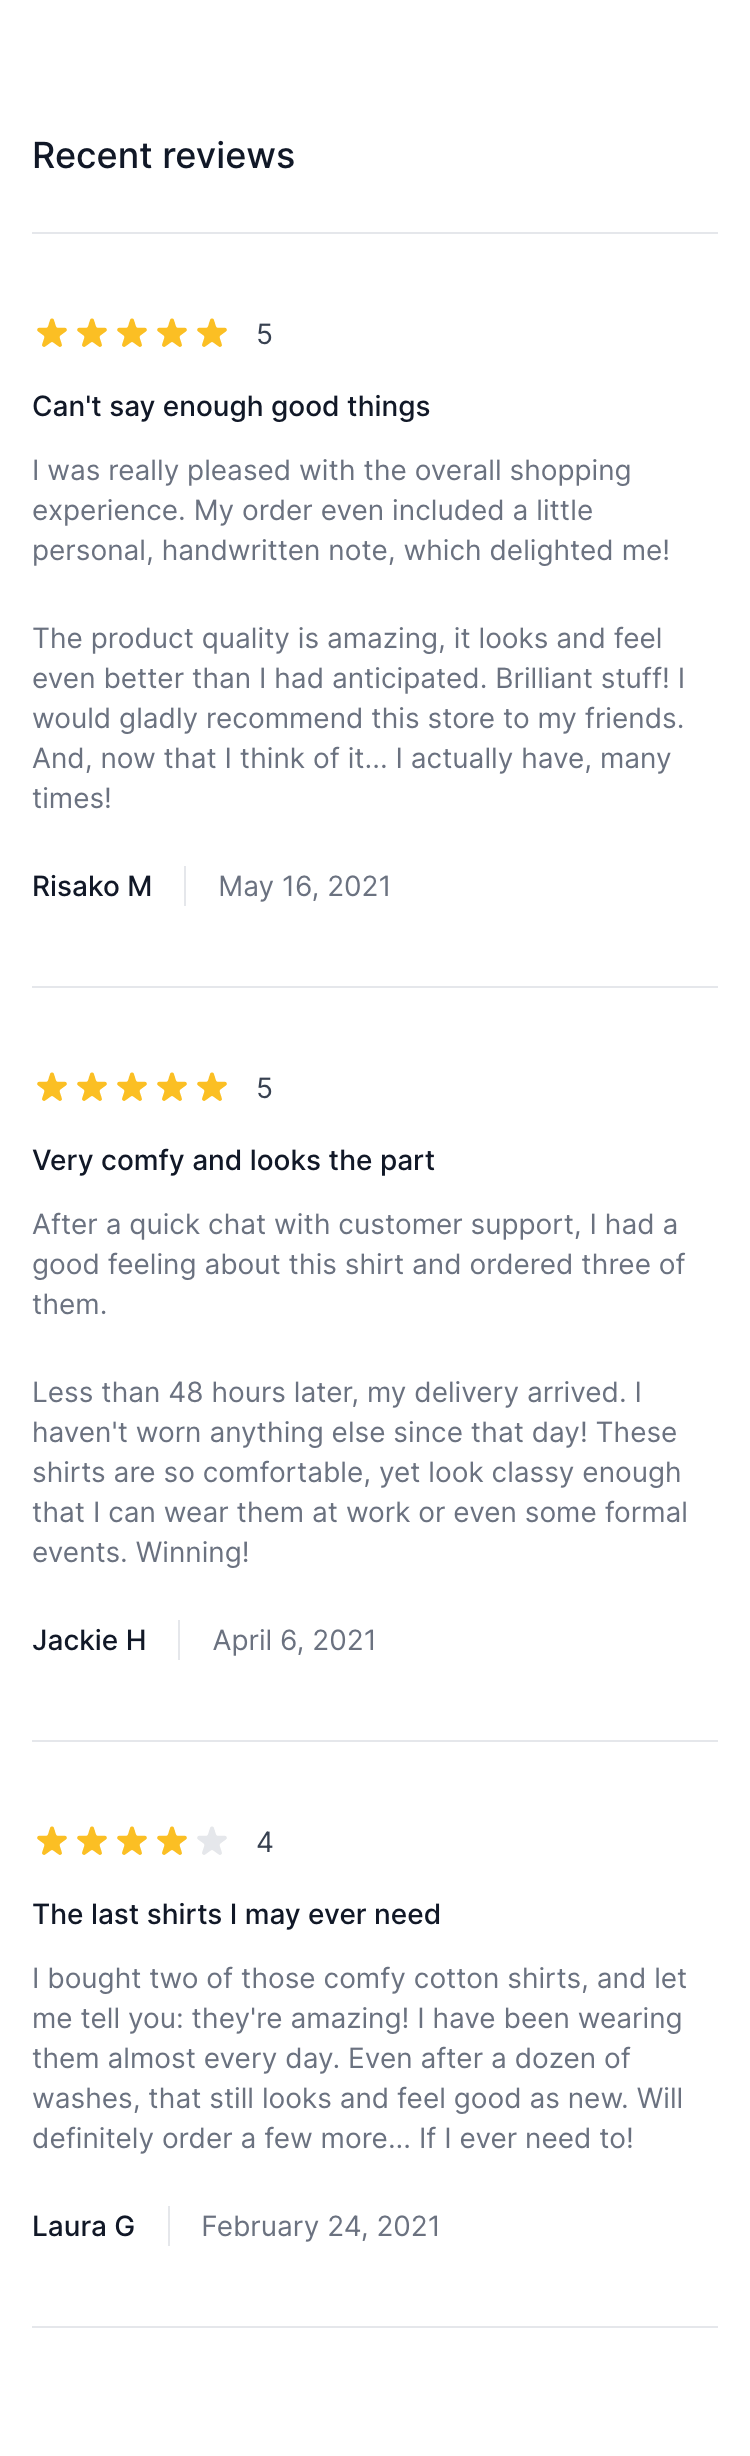 Recent reviews
5
Can't say enough good things
I was really pleased with the overall shopping
experience. My order even included a little
personal, handwritten note, which delighted me!
The product quality is amazing, it looks and feel
even better than I had anticipated. Brilliant stuff! I
would gladly recommend this store to my friends.
And, now that I think of it... I actually have, many
times!
Risako M May 16, 2021
5
Very comfy and looks the part
After a quick chat with customer support, I had a
good feeling about this shirt and ordered three of
them.
Less than 48 hours later, my delivery arrived. I
haven't worn anything else since that day! These
shirts are so comfortable, yet look classy enough
that I can wear them at work or even some formal
events. Winning!
Jackie H April 6, 2021
4
The last shirts I may ever need
I bought two of those comfy cotton shirts, and let
me tell you: they're amazing! I have been wearing
them almost every day. Even after a dozen of
washes, that still looks and feel good as new. Will
definitely order a few more... If I ever need to!
Laura G February 24, 2021